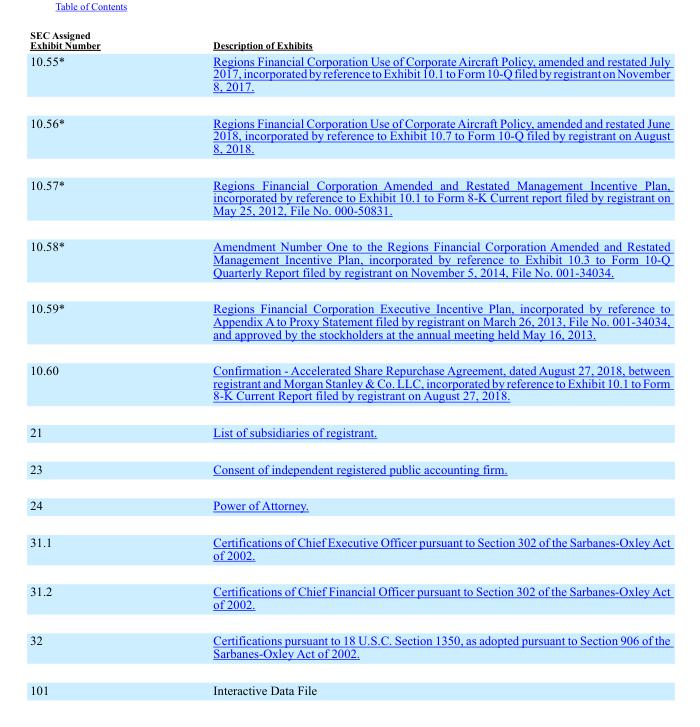 Table of Contents
SEC Assigned
Exhibit Number Description of Exhibits
10.55* Regions Financial Corporation Use of Corporate Aircraft Policy, amended and restated July
2017, incorporated by reference to Exhibit 10.1 to Form 10-Q filed by registrant on November
8, 2017.
10.56* Regions Financial Corporation Use of Corporate Aircraft Policy, amended and restated June
2018, incorporated by reference to Exhibit 10.7 to Form 10-Q filed by registrant on August
8, 2018.
10.57* Regions Financial Corporation Amended and Restated Management Incentive Plan,
incorporated by reference to Exhibit 10.1 to Form 8-K Current report filed by registrant on
May 25, 2012, File No. 000-50831.
10.58* Amendment Number One to the Regions Financial Corporation Amended and Restated
Management Incentive Plan, incorporated by reference to Exhibit 10.3 to Form 10-Q
Quarterly Report filed by registrant on November 5, 2014, File No. 001-34034.
10.59* Regions Financial Corporation Executive Incentive Plan, incorporated by reference to
Appendix A to Proxy Statement filed by registrant on March 26, 2013, File No. 001-34034,
and approved by the stockholders at the annual meeting held May 16, 2013.
10.60 Confirmation - Accelerated Share Repurchase Agreement, dated August 27, 2018, between
registrant and Morgan Stanley & Co. LLC, incorporated by reference to Exhibit 10.1 to Form
8-K Current Report filed by registrant on August 27, 2018.
21 List of subsidiaries of registrant.
23 Consent of independent registered public accounting firm.
24 Power of Attorney.
31.1 Certifications of Chief Executive Officer pursuant to Section 302 of the Sarbanes-Oxley Act
of 2002.
31.2 Certifications of Chief Financial Officer pursuant to Section 302 of the Sarbanes-Oxley Act
of 2002.
32 Certifications pursuant to 18 U.S.C. Section 1350, as adopted pursuant to Section 906 of the
Sarbanes-Oxley Act of 2002.
101 Interactive Data File